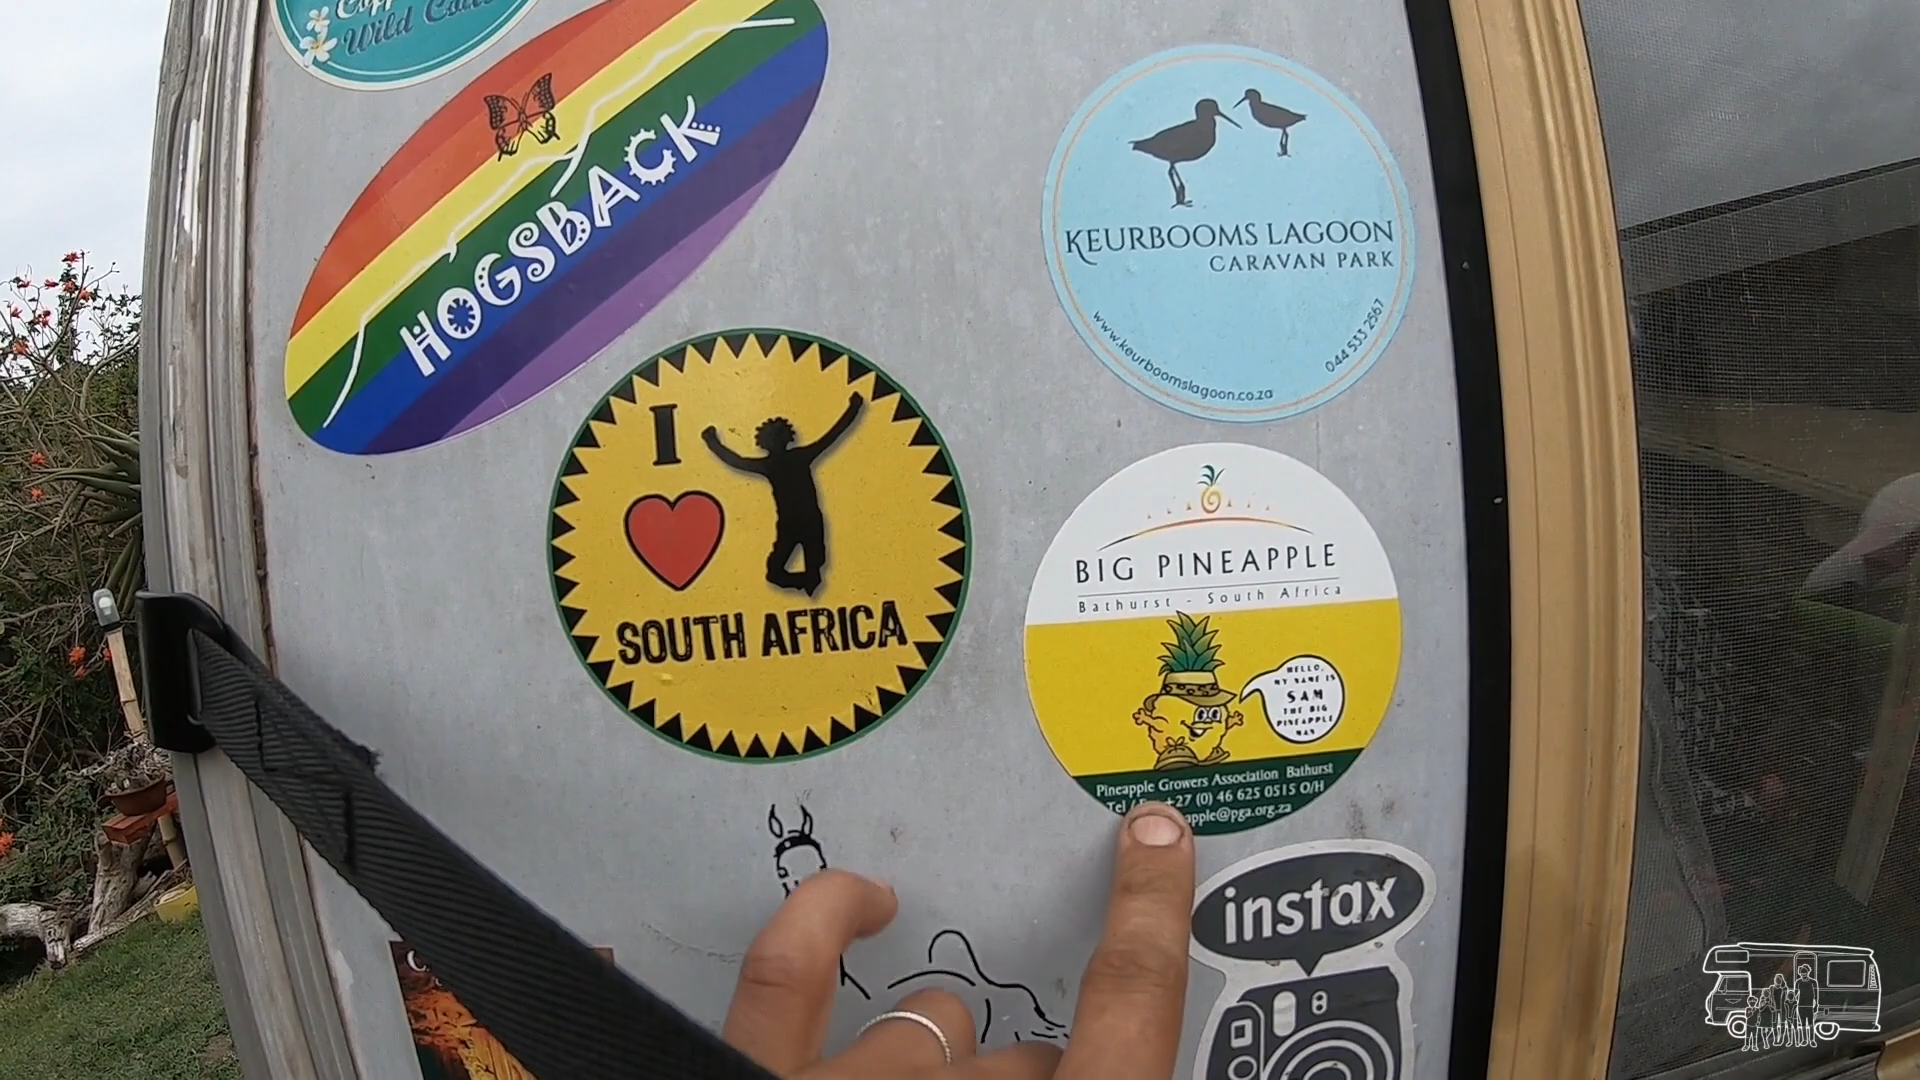 Wild Coast
HOGSBACK
KEURBOOMS LAGOON
CARAVAN PARK
www.keurboomslagoon.co.za
044 533 2567
I
SOUTH AFRICA
BIG PINEAPPLE
Bathurst - South Africa
HELLO,
MY NAME IS
SAM
THE BIG
PINEAPPLE
MAN
Pineapple Growers Association Bathurst
Tel / +27 (0) 46 625 0515 O/H
apple@pga.org.za
instax